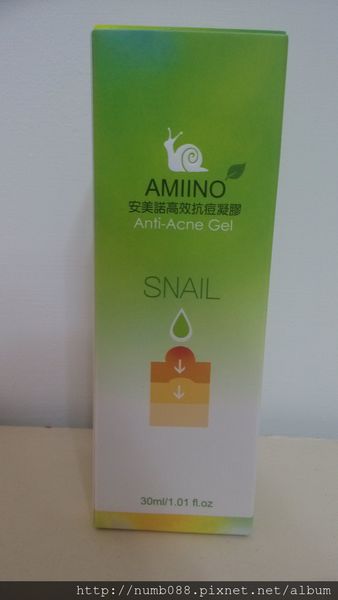 AMIINO
安美諾高效抗痘凝膠
Anti-Acne Gel
SNAIL
30ml/1.01 fl.oz
http://numb088.pixnet.net/album